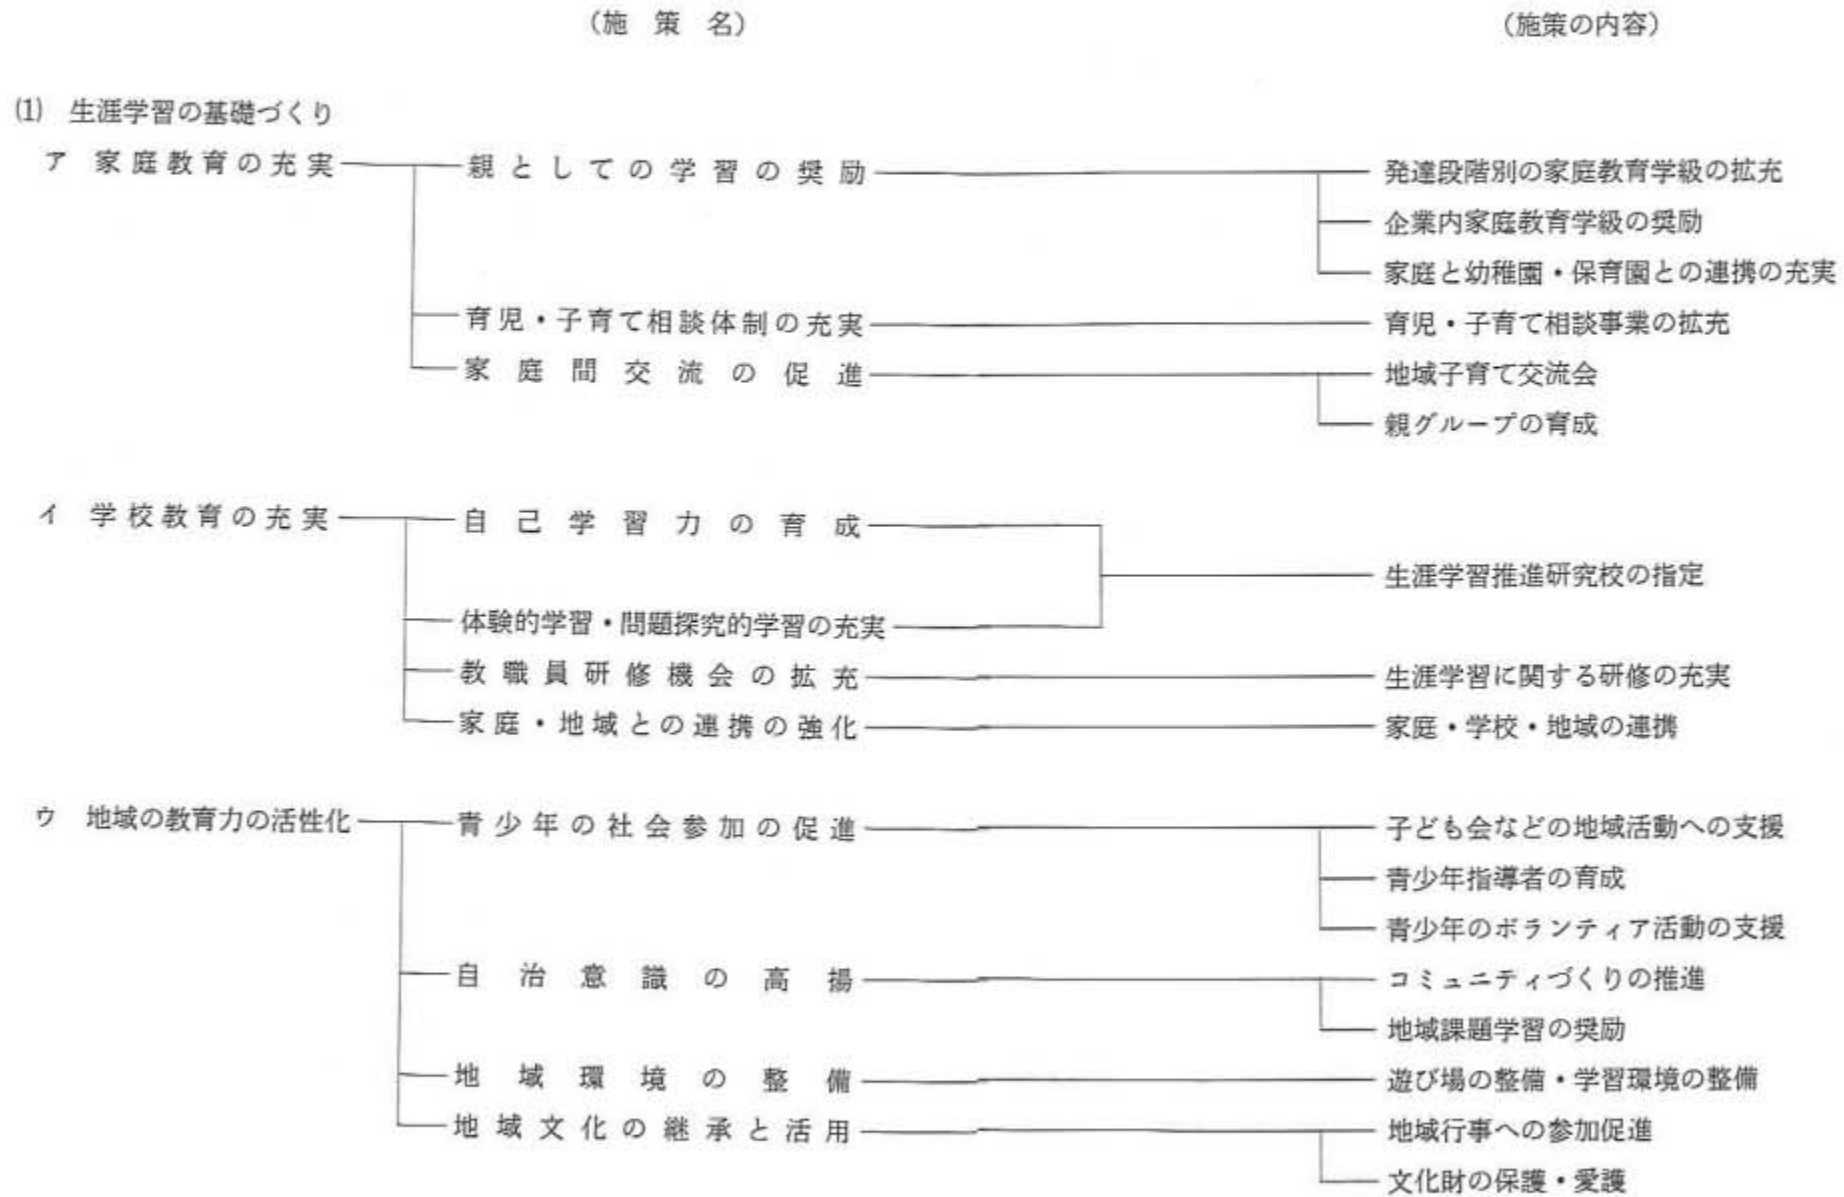 （施 策 名） （施策の内容）
(1) 生涯学習の基礎づくり
ア 家庭教育の充実 親としての学習の奨励 発達段階別の家庭教育学級の拡充
企業内家庭教育学級の奨励
家庭と幼稚園・保育園との連携の充実
育児・子育て相談体制の充実 育児・子育て相談事業の拡充
家庭間交流の促進 地域子育て交流会
親グループの育成
イ 学校教育の充実 自己学習力の育成
生涯学習推進研究校の指定
体験的学習・問題探究的学習の充実
教職員研修機会の拡充 生涯学習に関する研修の充実
家庭・地域との連携の強化 家庭・学校・地域の連携
ウ 地域の教育力の活性化 青少年の社会参加の促進 子ども会などの地域活動への支援
青少年指導者の育成
青少年のボランティア活動の支援
自治意識の高揚 コミュニティづくりの推進
地域課題学習の奨励
地域環境の整備 遊び場の整備・学習環境の整備
地域文化の継承と活用 地域行事への参加促進
文化財の保護・愛護